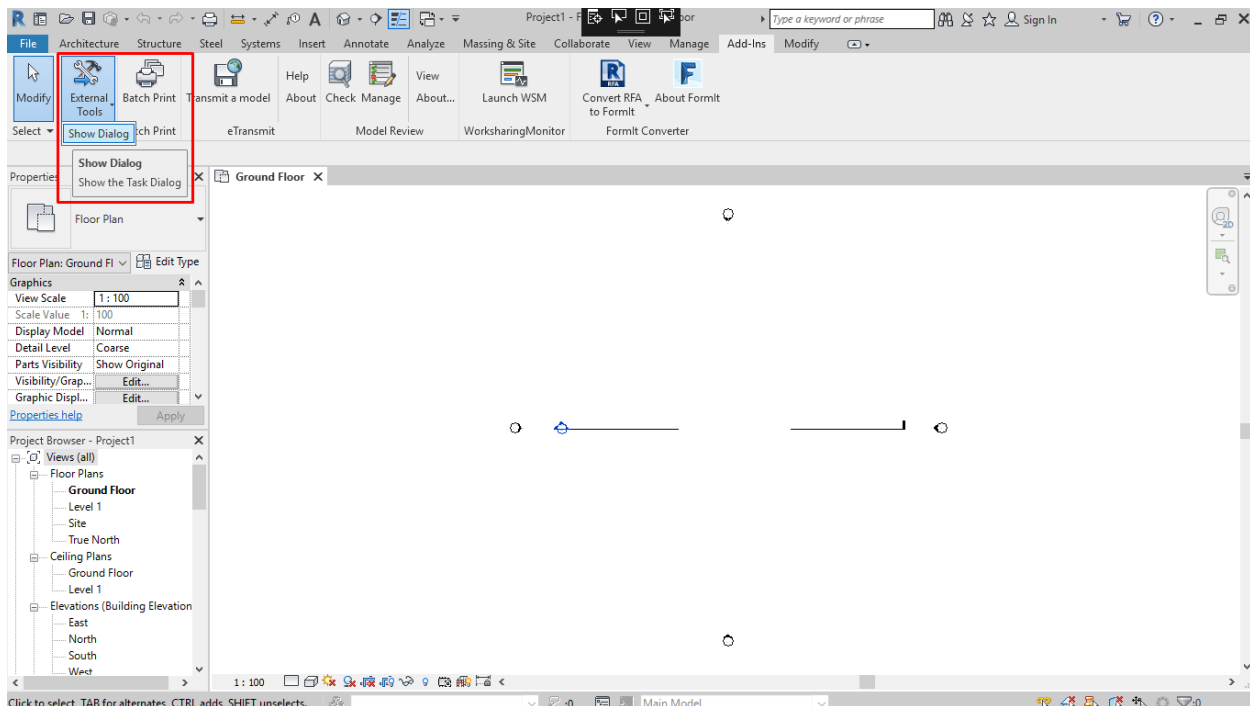 Project1 - F
oor
Type a keyword or phrase
Sign In
File Architecture Structure Steel Systems Insert Annotate Analyze Massing & Site Collaborate View Manage Add-Ins Modify
Modify
External
Tools
Batch Print
Transmit a model
Help
About
Check
Manage
View
About...
Launch WSM
Convert RFA
to FormIt
About FormIt
Select
Show Dialog
tch Print
eTransmit
Model Review
WorksharingMonitor
FormIt Converter
Show Dialog
Show the Task Dialog
Properties
Ground Floor
Floor Plan
Floor Plan: Ground Fl
Edit Type
Graphics
View Scale 1 : 100
Scale Value 1: 100
Display Model Normal
Detail Level Coarse
Parts Visibility Show Original
Visibility/Grap... Edit...
Graphic Displ... Edit...
Properties help Apply
Project Browser - Project1
Views (all)
Floor Plans
Ground Floor
Level 1
Site
True North
Ceiling Plans
Ground Floor
Level 1
Elevations (Building Elevation
East
North
South
West
1 : 100
Click to select, TAB for alternates, CTRL adds, SHIFT unselects.
:0
Main Model
:0
2D